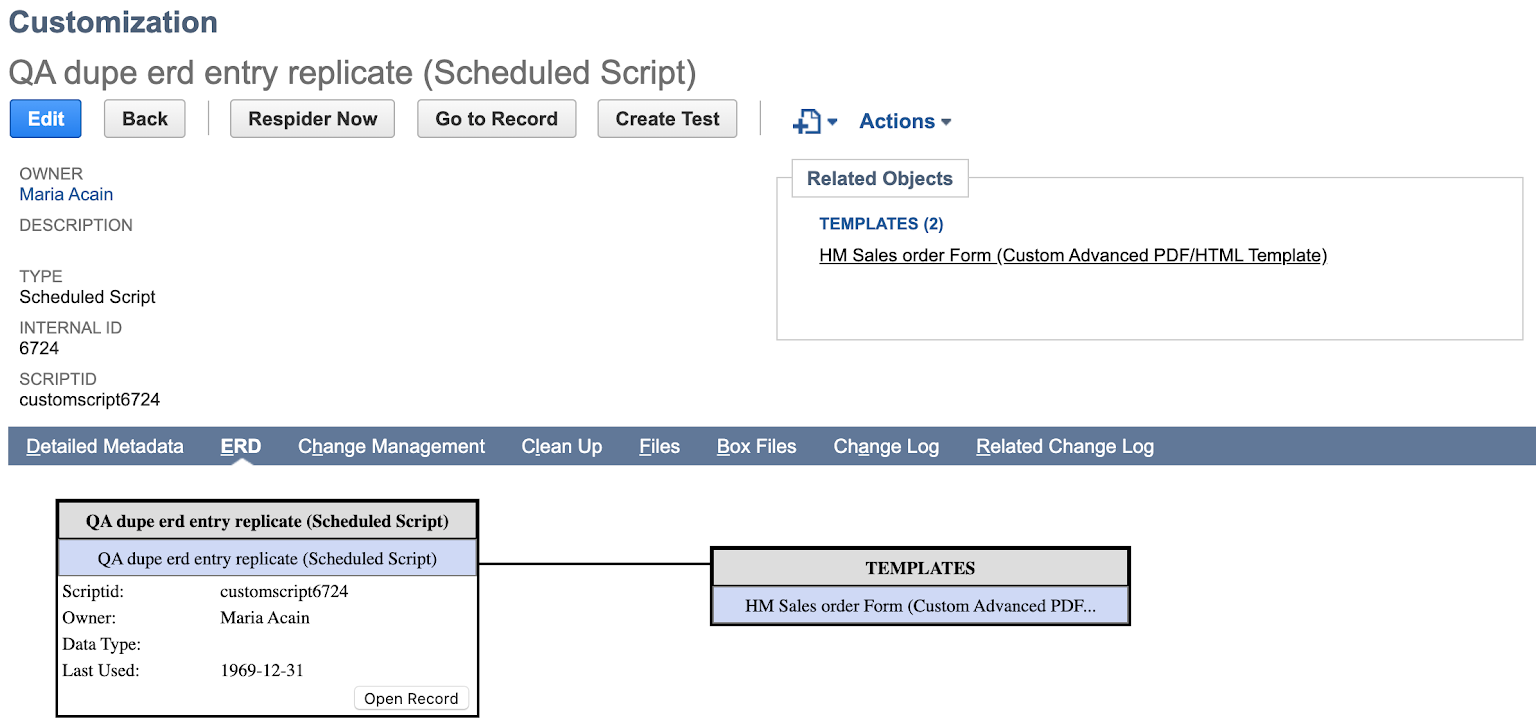 Customization
QA dupe erd entry replicate (Scheduled Script)
Edit
Back
Respider Now
Go to Record
Create Test
Actions
OWNER
Maria Acain
DESCRIPTION
TYPE
Scheduled Script
INTERNAL ID
6724
SCRIPTID
customscript6724
Related Objects
TEMPLATES (2)
HM Sales order Form (Custom Advanced PDF/HTML Template)
Detailed Metadata
ERD
Change Management
Clean Up
Files
Box Files
Change Log
Related Change Log
QA dupe erd entry replicate (Scheduled Script)
QA dupe erd entry replicate (Scheduled Script)
Scriptid: customscript6724
Owner: Maria Acain
Data Type:
Last Used: 1969-12-31
Open Record
TEMPLATES
HM Sales order Form (Custom Advanced PDF...